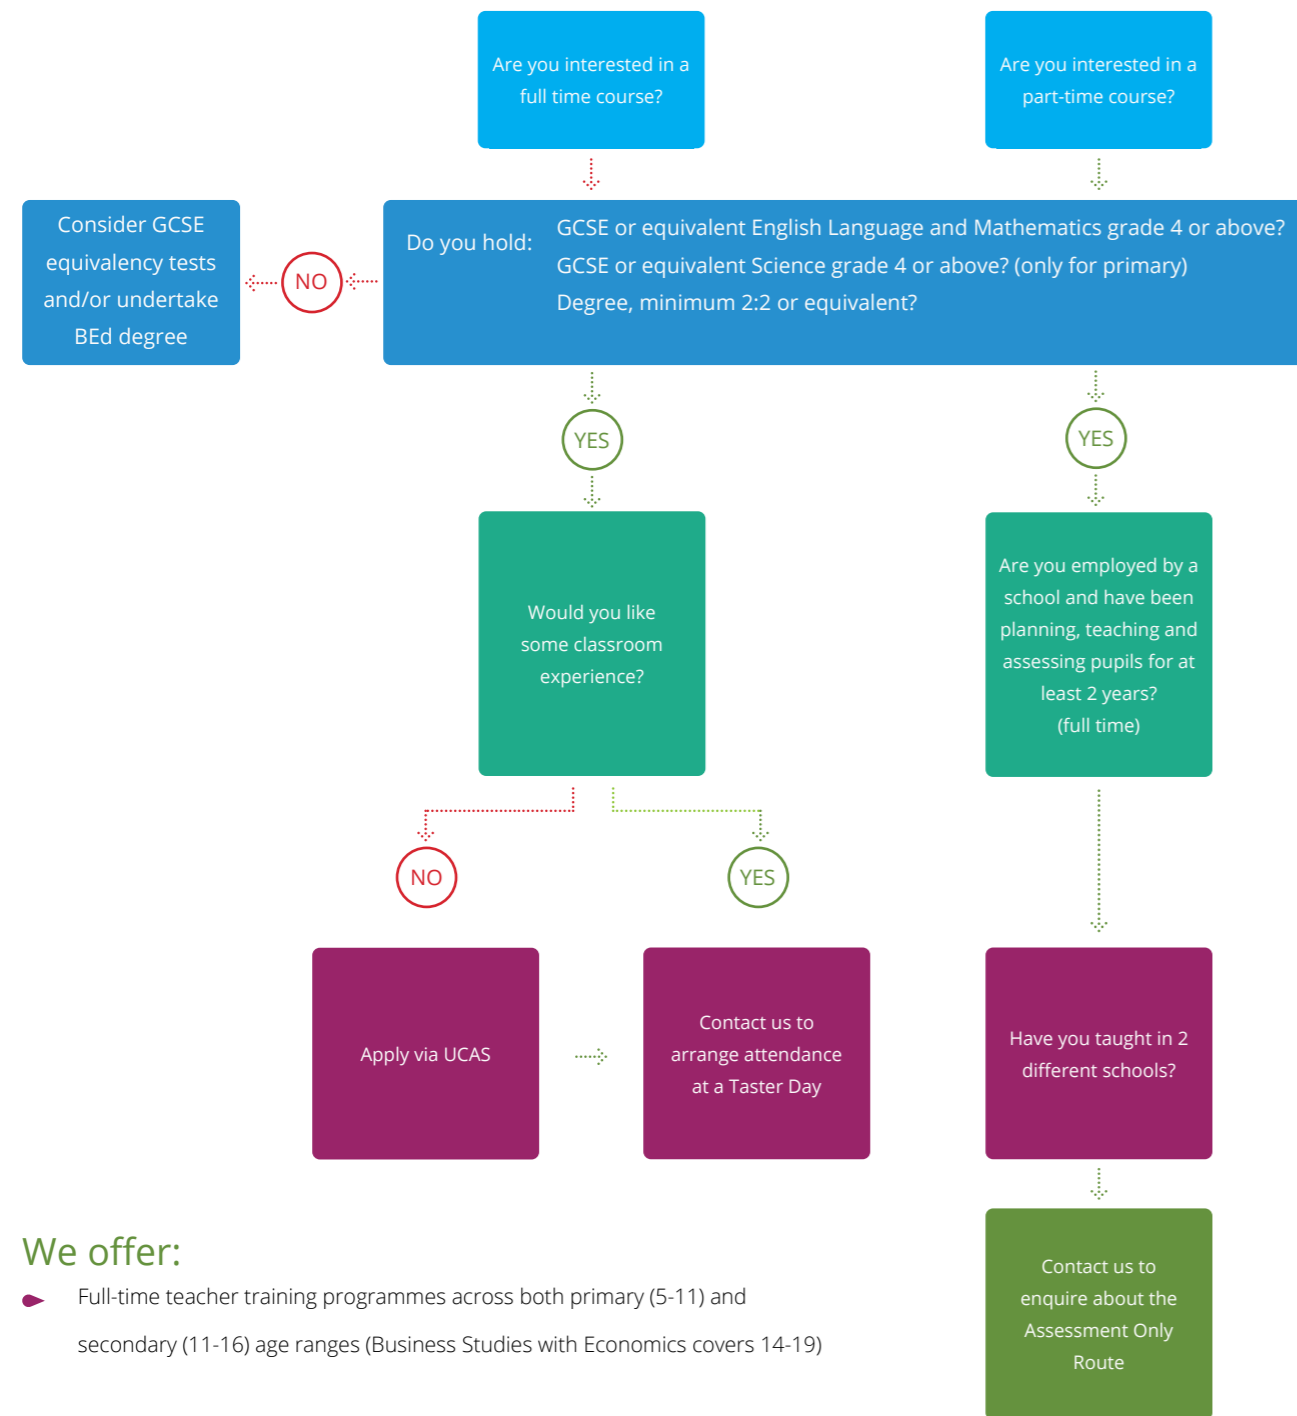 Are you interested in a
full time course?
Are you interested in a
part-time course?
Consider GCSE
equivalency tests
and/or undertake
BEd degree
NO
Do you hold:
GCSE or equivalent English Language and Mathematics grade 4 or above?
GCSE or equivalent Science grade 4 or above? (only for primary)
Degree, minimum 2:2 or equivalent?
YES
YES
Would you like
some classroom
experience?
Are you employed by a
school and have been
planning, teaching and
assessing pupils for at
least 2 years?
(full time)
NO
YES
Apply via UCAS
Contact us to
arrange attendance
at a Taster Day
Have you taught in 2
different schools?
We offer:
Full-time teacher training programmes across both primary (5-11) and
secondary (11-16) age ranges (Business Studies with Economics covers 14-19)
Contact us to
enquire about the
Assessment Only
Route